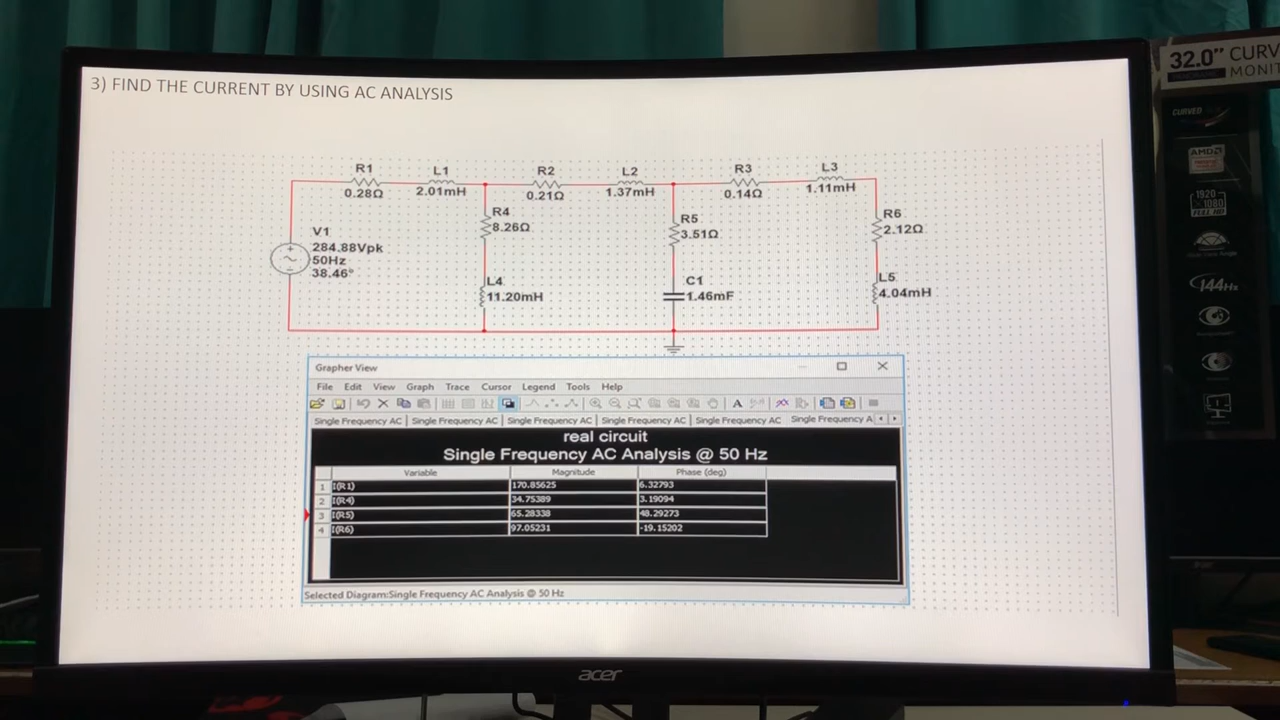 3) FIND THE CURRENT BY USING AC ANALYSIS
R1
0.28Ω
L1
2.01mH
R2
0.21Ω
L2
1.37mH
R3
0.14Ω
L3
1.11mH
R4
8.26Ω
R5
3.51Ω
R6
2.12Ω
V1
284.88Vpk
50Hz
38.46°
L4
11.20mH
C1
1.46mF
L5
4.04mH
Grapher View
File Edit View Graph Trace Cursor Legend Tools Help
Single Frequency AC Single Frequency AC Single Frequency AC Single Frequency AC Single Frequency AC Single Frequency A
real circuit
Single Frequency AC Analysis @ 50 Hz
Variable Magnitude Phase (deg)
1 I(R1) 170.85625 6.32793
2 I(R4) 34.75389 3.19094
3 I(R5) 65.28338 48.29273
4 I(R6) 97.05231 -19.15202
Selected Diagram:Single Frequency AC Analysis @ 50 Hz
acer
32.0" CURV
MONIT
CURVED
AMD
1920
x 1080
FULL HD
144Hz